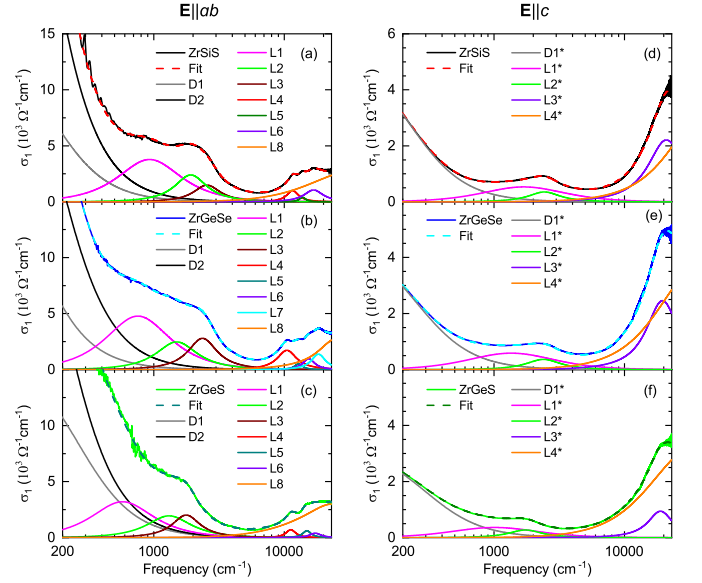 E||ab
E||c
15
10
5
0
σ₁ (10³ Ω⁻¹cm⁻¹)
(a)
ZrSiS
Fit
D1
D2
L1
L2
L3
L4
L5
L6
L8
6
4
2
0
σ₁ (10³ Ω⁻¹cm⁻¹)
(d)
ZrSiS
Fit
D1*
L1*
L2*
L3*
L4*
10
5
0
σ₁ (10³ Ω⁻¹cm⁻¹)
(b)
ZrGeSe
Fit
D1
D2
L1
L2
L3
L4
L5
L6
L7
L8
4
2
0
σ₁ (10³ Ω⁻¹cm⁻¹)
(e)
ZrGeSe
Fit
D1*
L1*
L2*
L3*
L4*
10
5
0
σ₁ (10³ Ω⁻¹cm⁻¹)
(c)
ZrGeS
Fit
D1
D2
L1
L2
L3
L4
L5
L6
L8
200
1000
10000
Frequency (cm⁻¹)
4
2
0
σ₁ (10³ Ω⁻¹cm⁻¹)
(f)
ZrGeS
Fit
D1*
L1*
L2*
L3*
L4*
200
1000
10000
Frequency (cm⁻¹)